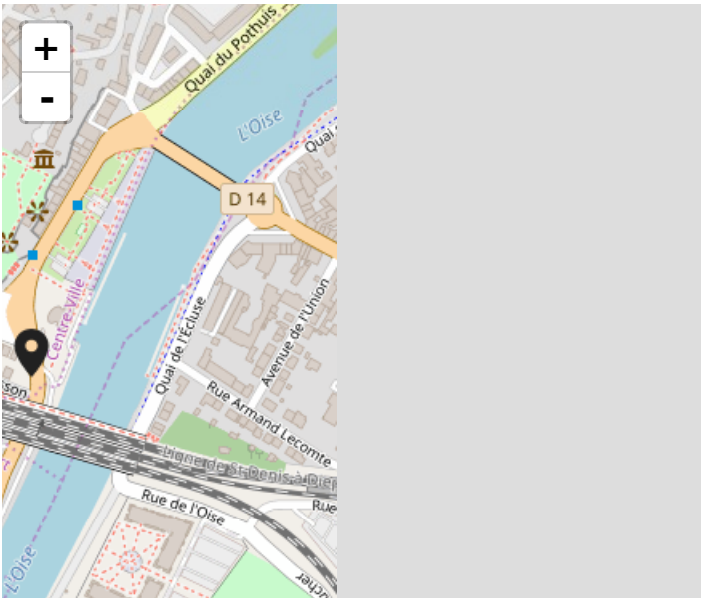 +
-
Quai du Pothuis
L'Oise
Quai
D 14
Centre-Ville
Quai de l'Écluse
Avenue de l'Union
Rue Armand Lecomte
Ligne de St-Denis à Diep
Rue de l'Oise
Rue
L'Oise